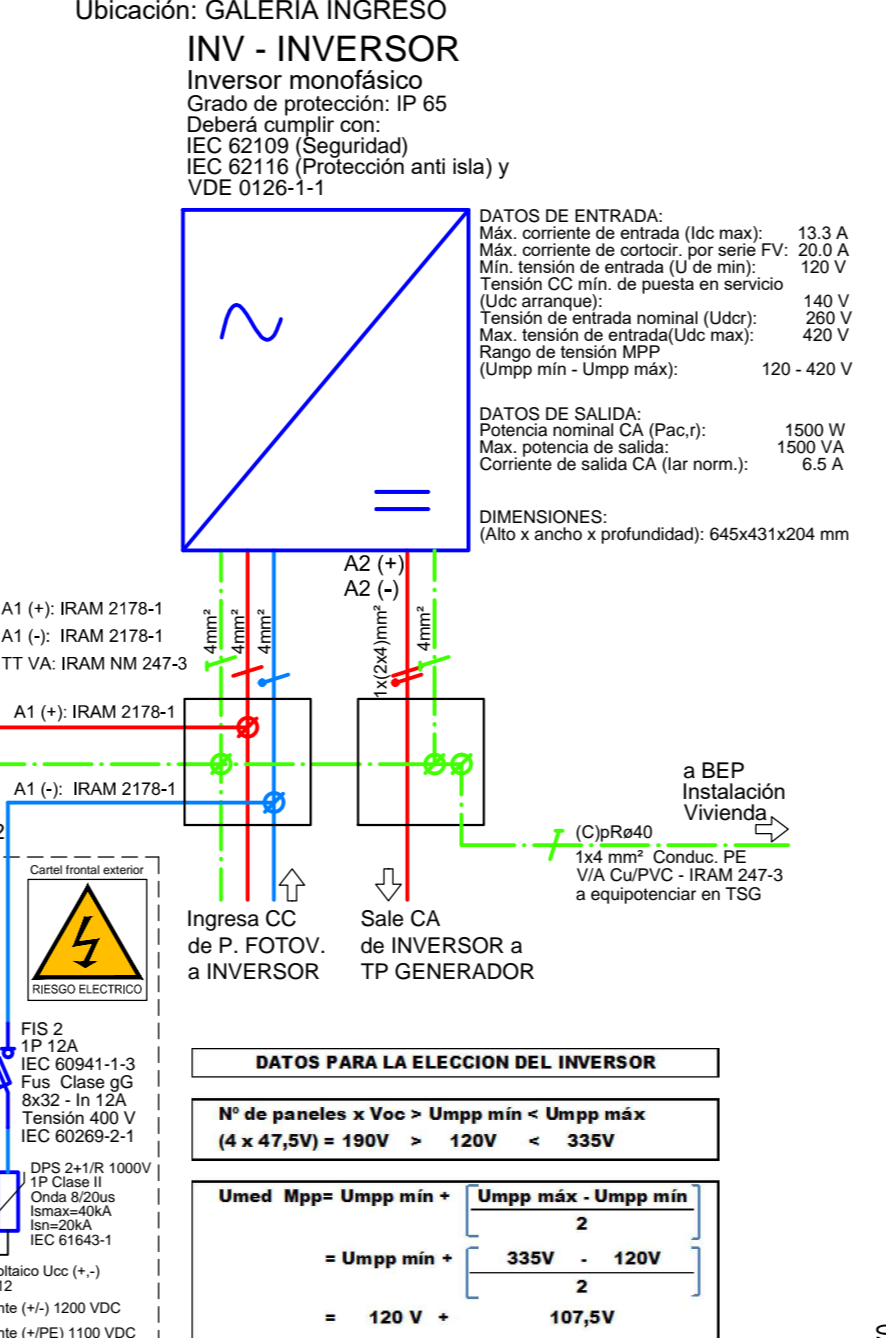 Ubicación: GALERIA INGRESO
INV - INVERSOR
Inversor monofásico
Grado de protección: IP 65
Deberá cumplir con:
IEC 62109 (Seguridad)
IEC 62116 (Protección anti isla) y
VDE 0126-1-1
DATOS DE ENTRADA:
Máx. corriente de entrada (Idc max): 13.3 A
Máx. corriente de cortocir. por serie FV: 20.0 A
Mín. tensión de entrada (U de min): 120 V
Tensión CC mín. de puesta en servicio
(Udc arranque): 140 V
Tensión de entrada nominal (Udcr): 260 V
Max. tensión de entrada(Udc max): 420 V
Rango de tensión MPP
(Umpp mín - Umpp máx): 120 - 420 V
DATOS DE SALIDA:
Potencia nominal CA (Pac,r): 1500 W
Max. potencia de salida: 1500 VA
Corriente de salida CA (Iar norm.): 6.5 A
DIMENSIONES:
(Alto x ancho x profundidad): 645x431x204 mm
A2 (+)
A2 (-)
A1 (+): IRAM 2178-1
A1 (-): IRAM 2178-1
TT VA: IRAM NM 247-3
4mm²
4mm²
4mm²
1x(2x4)mm²
4mm²
A1 (+): IRAM 2178-1
A1 (-): IRAM 2178-1
2
a BEP
Instalación
Vivienda
(C)pRø40
1x4 mm² Conduc. PE
V/A Cu/PVC - IRAM 247-3
a equipotenciar en TSG
Ingresa CC
de P. FOTOV.
a INVERSOR
Sale CA
de INVERSOR a
TP GENERADOR
Cartel frontal exterior
RIESGO ELECTRICO
FIS 2
1P 12A
IEC 60941-1-3
Fus Clase gG
8x32 - In 12A
Tensión 400 V
IEC 60269-2-1
DPS 2+1/R 1000V
1P Clase II
Onda 8/20us
Ismax=40kA
Isn=20kA
IEC 61643-1
oltaico Ucc (+,-)
12
nte (+/-) 1200 VDC
nte (+/PE) 1100 VDC
DATOS PARA LA ELECCION DEL INVERSOR
Nº de paneles x Voc > Umpp mín < Umpp máx
(4 x 47,5V) = 190V > 120V < 335V
Umed Mpp= Umpp mín + [Umpp máx - Umpp mín]
2
= Umpp mín + [335V - 120V]
2
= 120 V + 107,5V